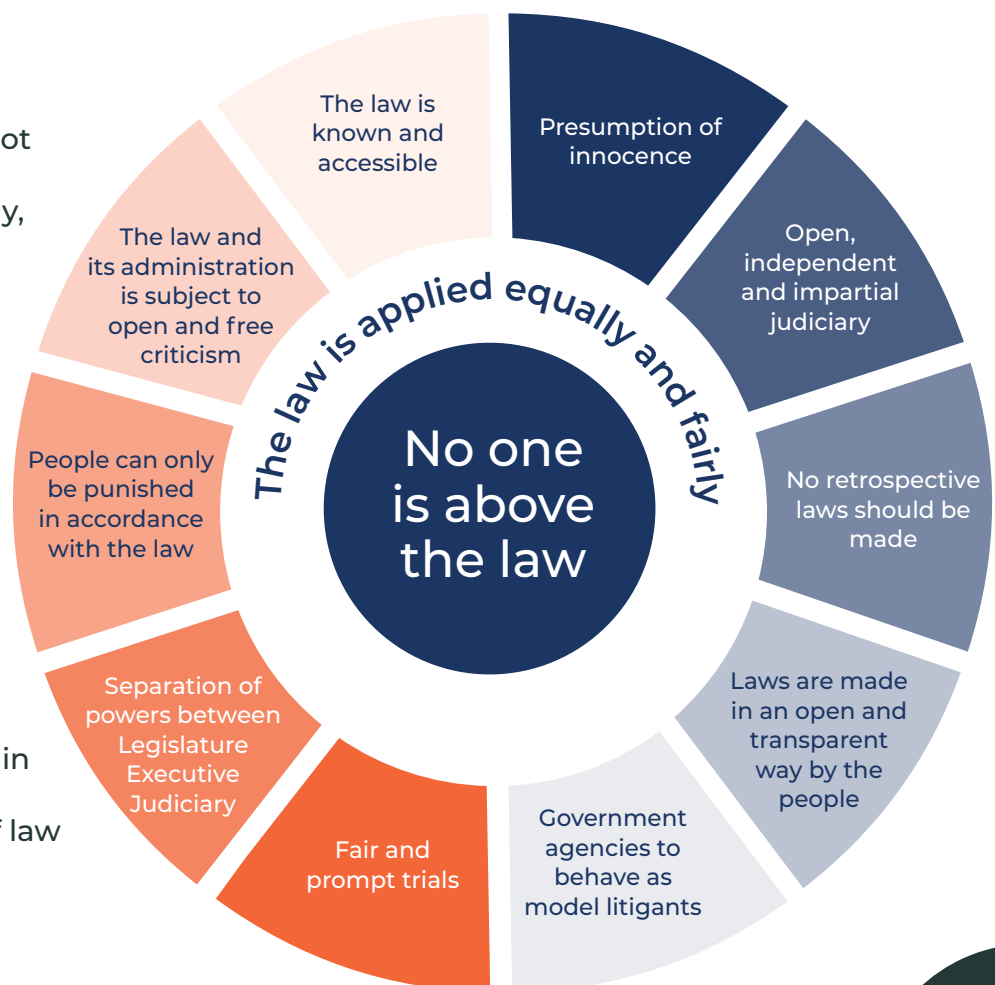 ot
y,
in
f law
The law is
known and
accessible
Presumption of
innocence
Open,
independent
and impartial
judiciary
No retrospective
laws should be
made
Laws are made
in an open and
transparent
way by the
people
Government
agencies to
behave as
model litigants
Fair and
prompt trials
Separation of
powers between
Legislature
Executive
Judiciary
People can only
be punished
in accordance
with the law
The law and
its administration
is subject to
open and free
criticism
The law is applied equally and fairly
No one
is above
the law